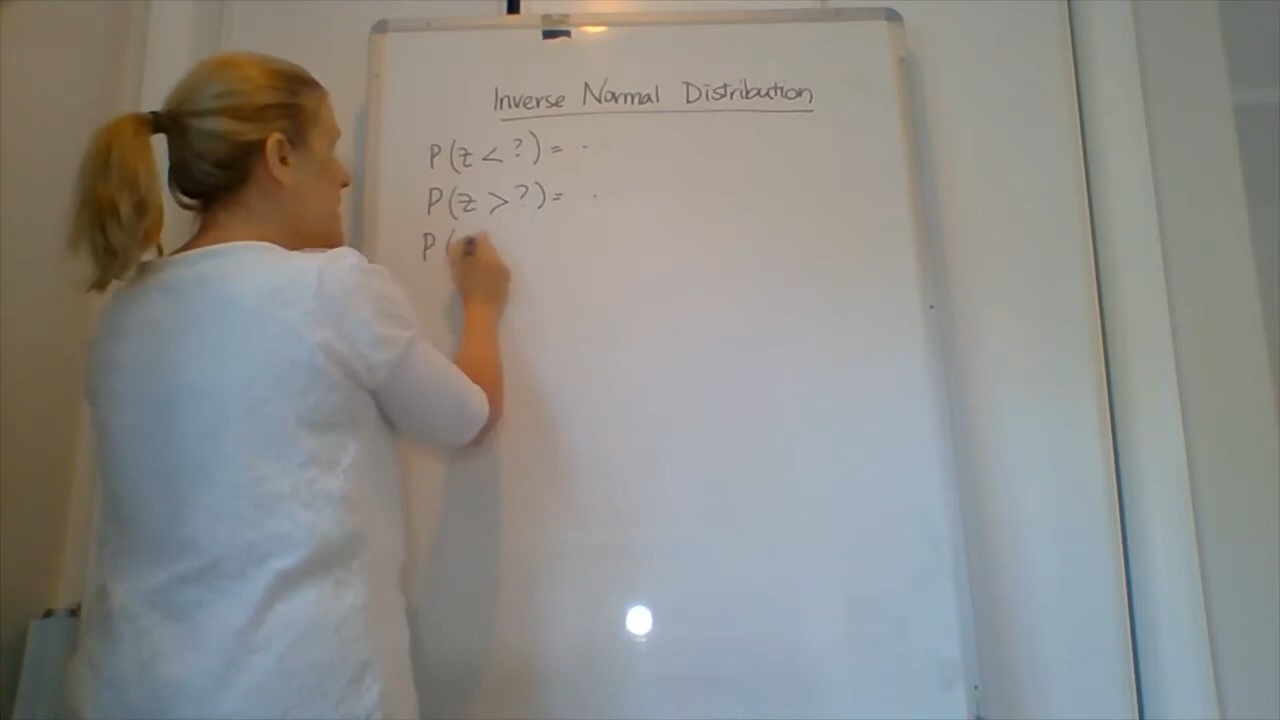 Inverse Normal Distribution
P(z < ?) = ..
P(z > ?) = ..
P(